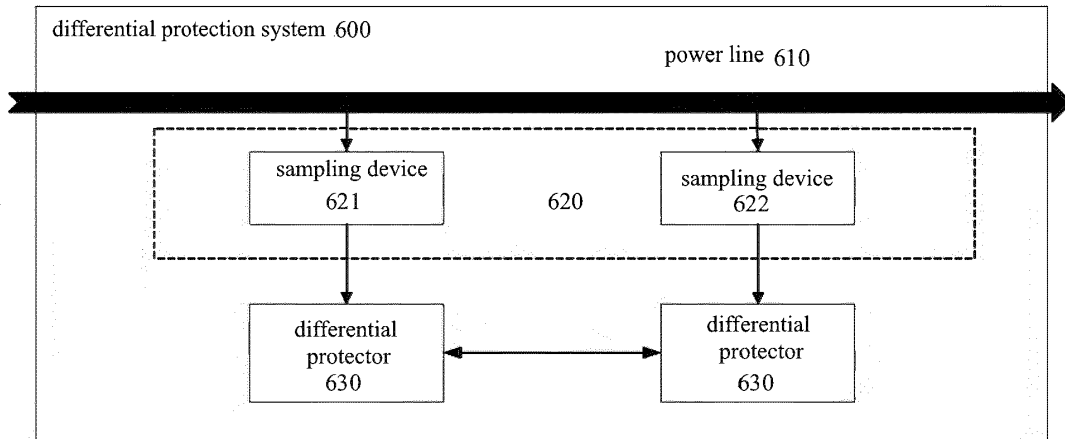 differential protection system 600
power line 610
sampling device
621
620
sampling device
622
differential
protector
630
differential
protector
630